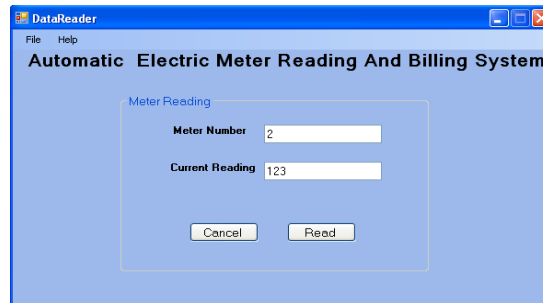 DataReader
File Help
Automatic Electric Meter Reading And Billing System
Meter Reading
Meter Number 2
Current Reading 123
Cancel Read